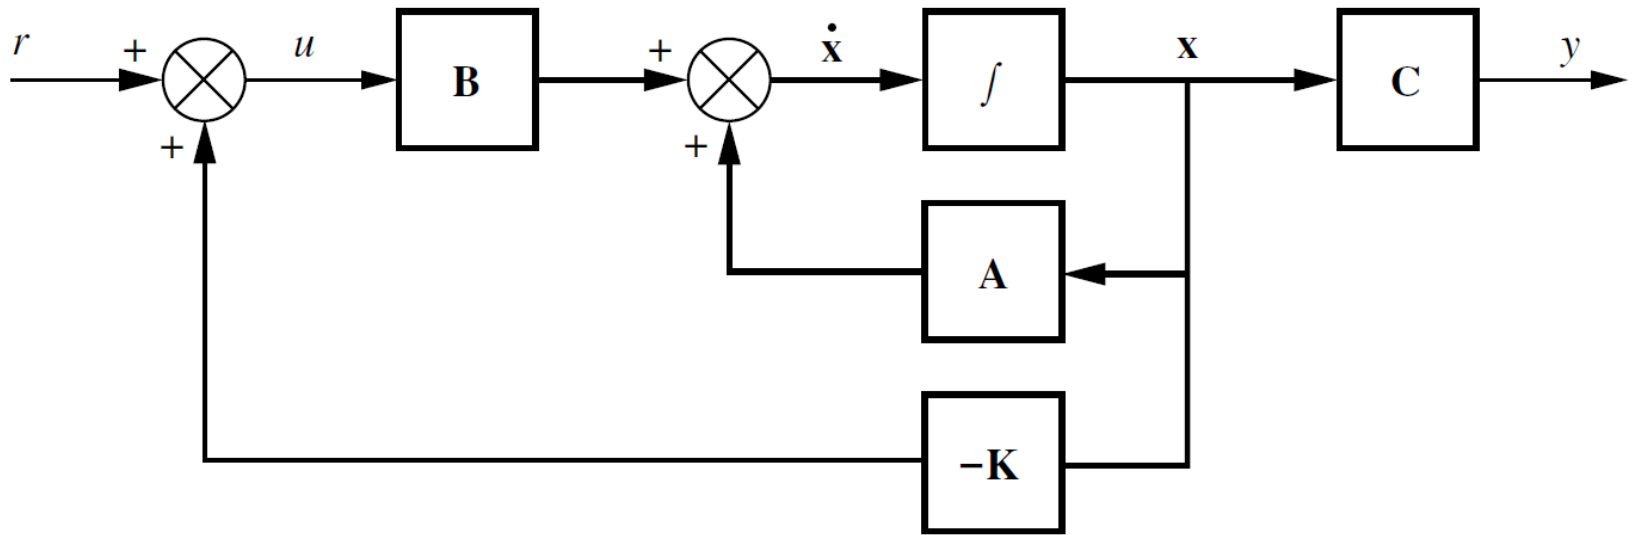 r + u B + ẋ ∫ x C y
+ +
A
−K